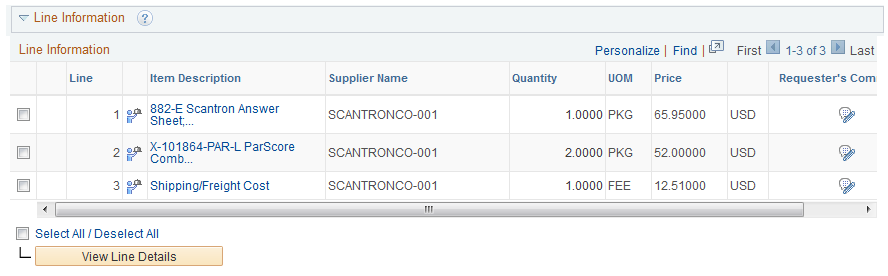 Line Information ?
Line Information Personalize | Find | First 1-3 of 3 Last
Line Item Description Supplier Name Quantity UOM Price Requester's Com
1 882-E Scantron Answer Sheet;... SCANTRONCO-001 1.0000 PKG 65.95000 USD
2 X-101864-PAR-L ParScore Comb... SCANTRONCO-001 2.0000 PKG 52.00000 USD
3 Shipping/Freight Cost SCANTRONCO-001 1.0000 FEE 12.51000 USD
Select All / Deselect All
View Line Details